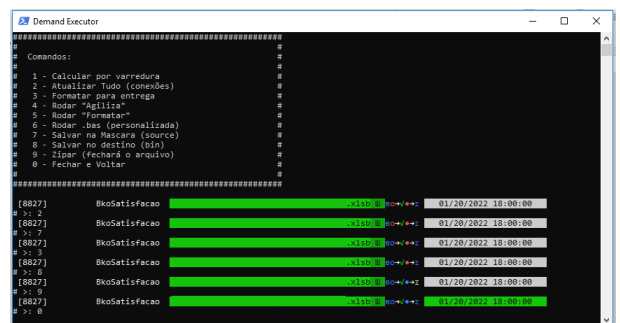 Demand Executor
########################################################
# #
# Comandos: #
# #
# 1 - Calcular por varredura #
# 2 - Atualizar Tudo (conexões) #
# 3 - Formatar para entrega #
# 4 - Rodar "Agiliza" #
# 5 - Rodar "Formatar" #
# 6 - Rodar .bas (personalizada) #
# 7 - Salvar na Mascara (source) #
# 8 - Salvar no destino (bin) #
# 9 - Zipar (fechará o arquivo) #
# 0 - Fechar e Voltar #
# #
########################################################
[8827] BkoSatisfacao .xlsb 01/20/2022 18:00:00
# >: 2
[8827] BkoSatisfacao .xlsb 01/20/2022 18:00:00
# >: 7
[8827] BkoSatisfacao .xlsb 01/20/2022 18:00:00
# >: 3
[8827] BkoSatisfacao .xlsb 01/20/2022 18:00:00
# >: 8
[8827] BkoSatisfacao .xlsb 01/20/2022 18:00:00
# >: 9
[8827] BkoSatisfacao .xlsb 01/20/2022 18:00:00
# >: 0